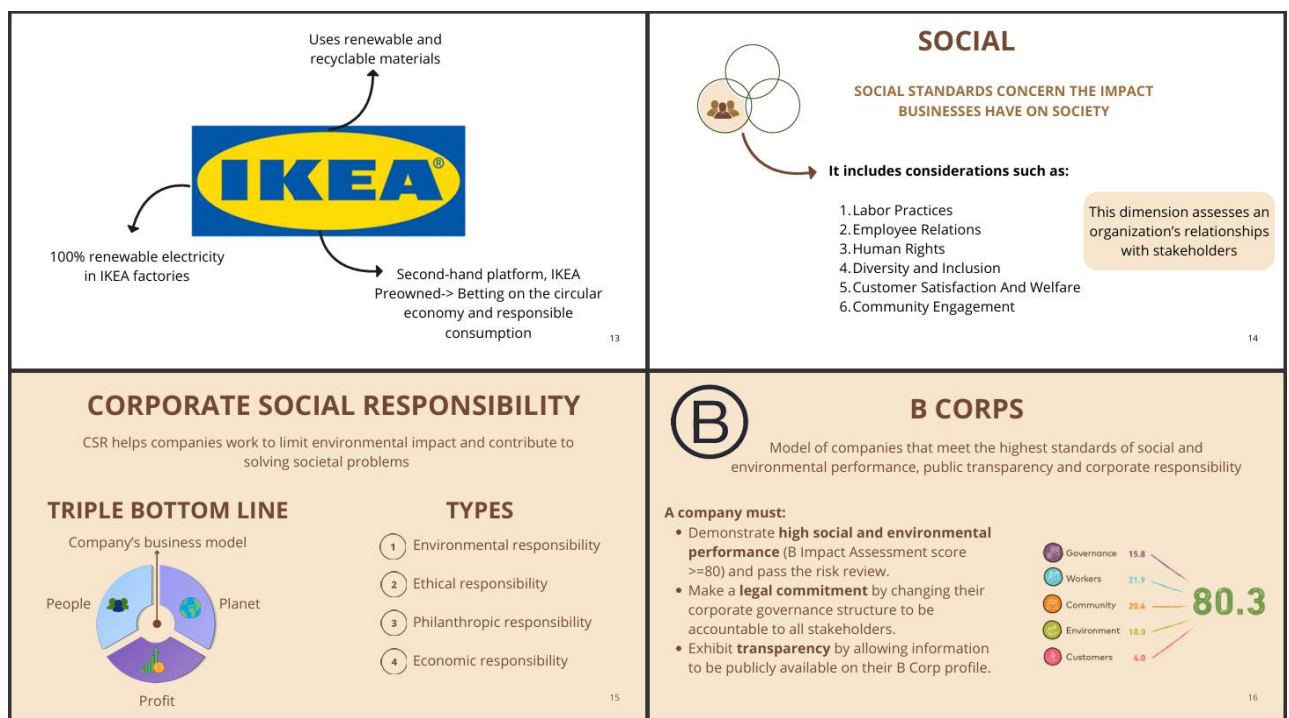 Uses renewable and
recyclable materials
IKEA®
100% renewable electricity
in IKEA factories
Second-hand platform, IKEA
Preowned-> Betting on the circular
economy and responsible
consumption
13
SOCIAL
SOCIAL STANDARDS CONCERN THE IMPACT
BUSINESSES HAVE ON SOCIETY
It includes considerations such as:
1.Labor Practices
2.Employee Relations
3.Human Rights
4.Diversity and Inclusion
5.Customer Satisfaction And Welfare
6.Community Engagement
This dimension assesses an
organization's relationships
with stakeholders
14
CORPORATE SOCIAL RESPONSIBILITY
CSR helps companies work to limit environmental impact and contribute to
solving societal problems
TRIPLE BOTTOM LINE
Company's business model
People
Planet
Profit
TYPES
1 Environmental responsibility
2 Ethical responsibility
3 Philanthropic responsibility
4 Economic responsibility
15
B
B CORPS
Model of companies that meet the highest standards of social and
environmental performance, public transparency and corporate responsibility
A company must:
• Demonstrate high social and environmental
performance (B Impact Assessment score
>=80) and pass the risk review.
• Make a legal commitment by changing their
corporate governance structure to be
accountable to all stakeholders.
• Exhibit transparency by allowing information
to be publicly available on their B Corp profile.
Governance 15.8
Workers 21.9
Community 20.4
Environment 18.0
Customers 4.0
80.3
16